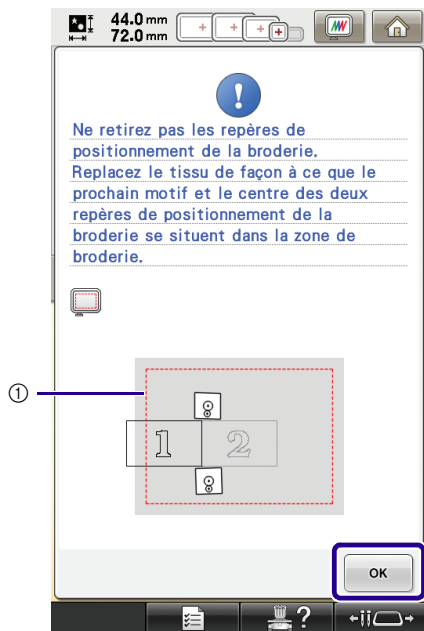 44.0 mm
72.0 mm
Ne retirez pas les repères de
positionnement de la broderie.
Replacez le tissu de façon à ce que le
prochain motif et le centre des deux
repères de positionnement de la
broderie se situent dans la zone de
broderie.
①
1 2
OK
?